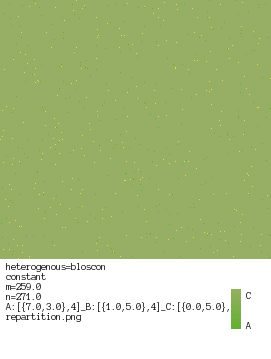 heterogenous=bloscon
constant
m=259.0
n=271.0
A:[{7.0,3.0},4]_B:[{1.0,5.0},4]_C:[{0.0,5.0},
repartition.png
C
A